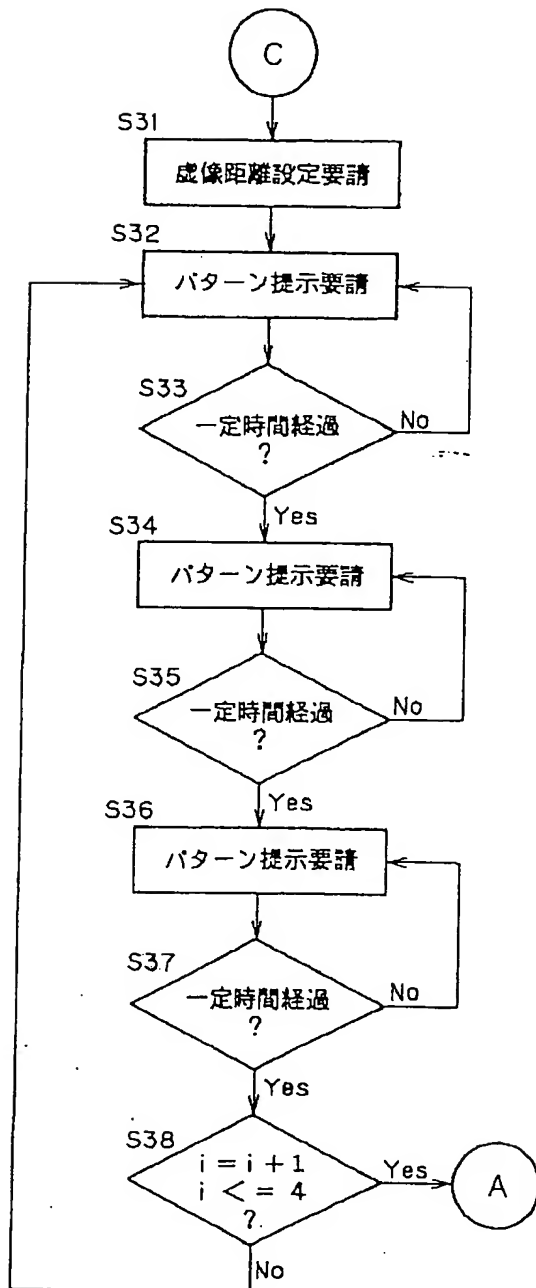 C
S31
虚像距離設定要請
S32
パターン提示要請
S33
一定時間経過
?
No
Yes
S34
パターン提示要請
S35
一定時間経過
?
No
Yes
S36
パターン提示要請
S37
一定時間経過
?
No
Yes
S38
i = i + 1
i < = 4
?
Yes
A
No